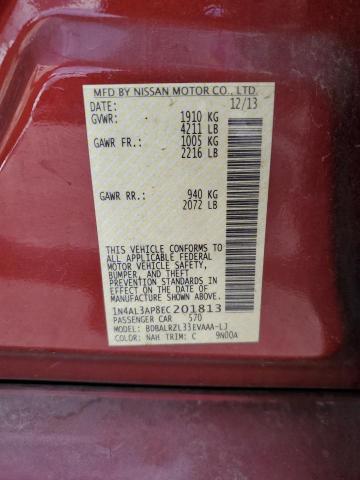 MFD BY NISSAN MOTOR CO., LTD.
DATE: 12/13
GVWR: 1910 KG
4211 LB
GAWR FR: 1005 KG
2216 LB
GAWR RR: 940 KG
2072 LB
THIS VEHICLE CONFORMS TO
ALL APPLICABLE FEDERAL
MOTOR VEHICLE SAFETY,
BUMPER, AND THEFT
PREVENTION STANDARDS
IN EFFECT ON THE DATE OF
MANUFACTURE SHOWN ABOVE.
1N4AL3AP8EC201813
PASSENGER CAR 570
MODEL: BDBALRZL33EVAAA-LJ
COLOR: NAH TRIM: C 9N00A